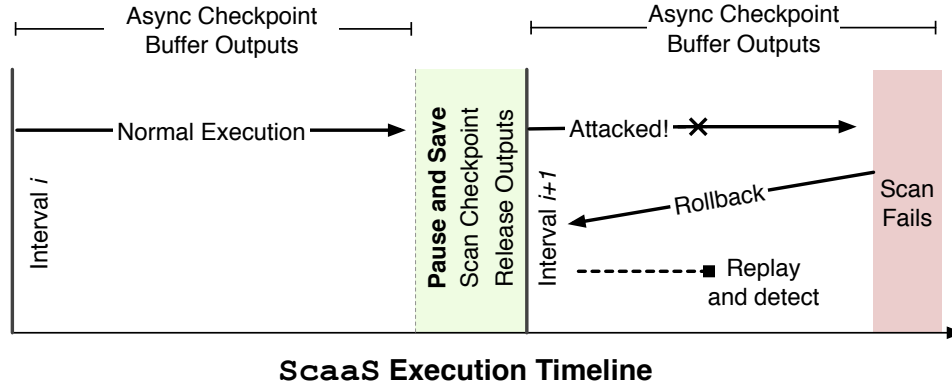 Async Checkpoint
Buffer Outputs
Async Checkpoint
Buffer Outputs
Interval i
Normal Execution
Pause and Save
Scan Checkpoint
Release Outputs
Interval i+1
Attacked!
Rollback
Replay
and detect
Scan
Fails
ScaaS Execution Timeline